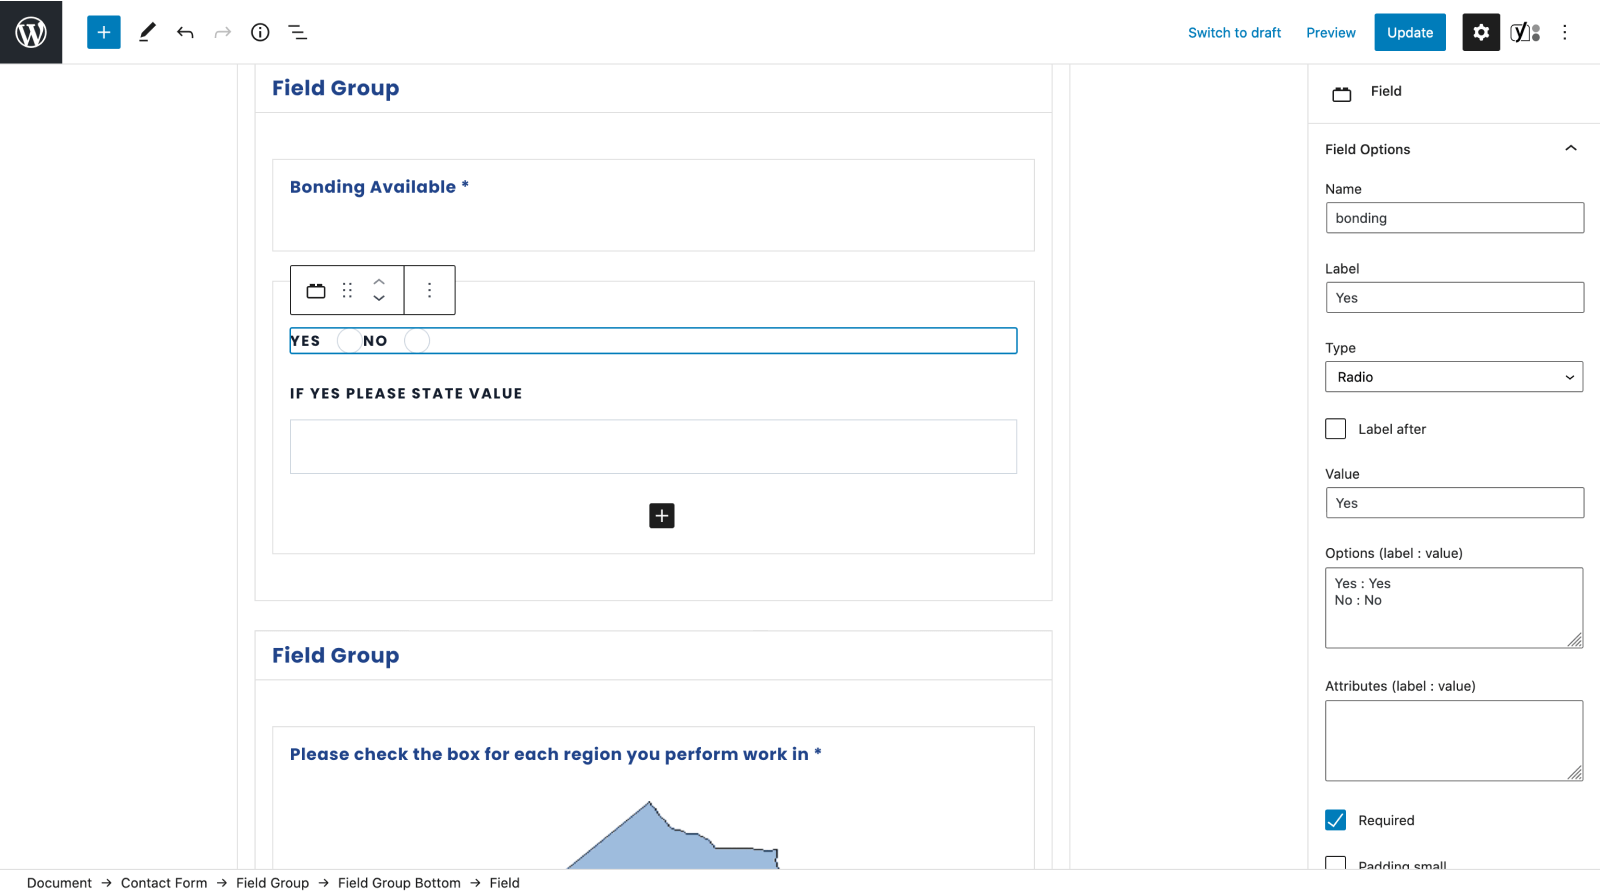 Switch to draft
Preview
Update
Field Group
Bonding Available *
YES NO
IF YES PLEASE STATE VALUE
Field Group
Please check the box for each region you perform work in *
Field
Field Options
Name
bonding
Label
Yes
Type
Radio
Label after
Value
Yes
Options (label : value)
Yes : Yes
No : No
Attributes (label : value)
Required
Padding small
Document → Contact Form → Field Group → Field Group Bottom → Field